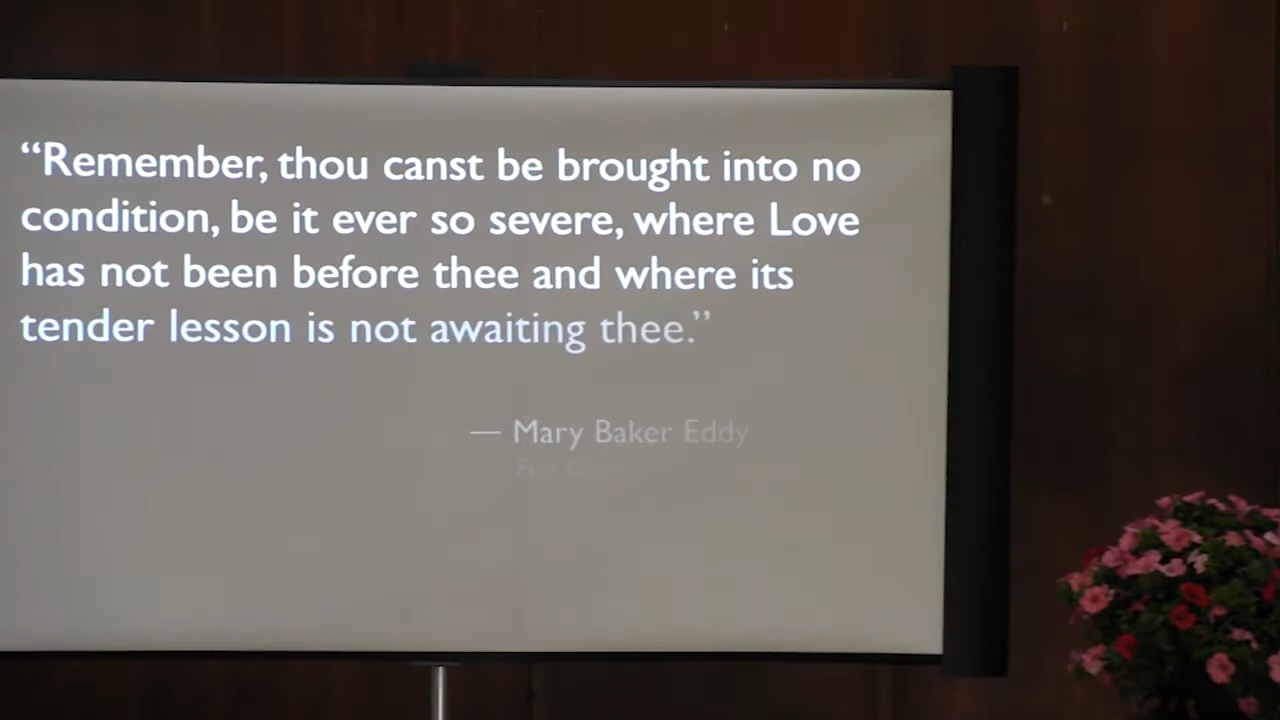 “Remember, thou canst be brought into no
condition, be it ever so severe, where Love
has not been before thee and where its
tender lesson is not awaiting thee.”
— Mary Baker Eddy